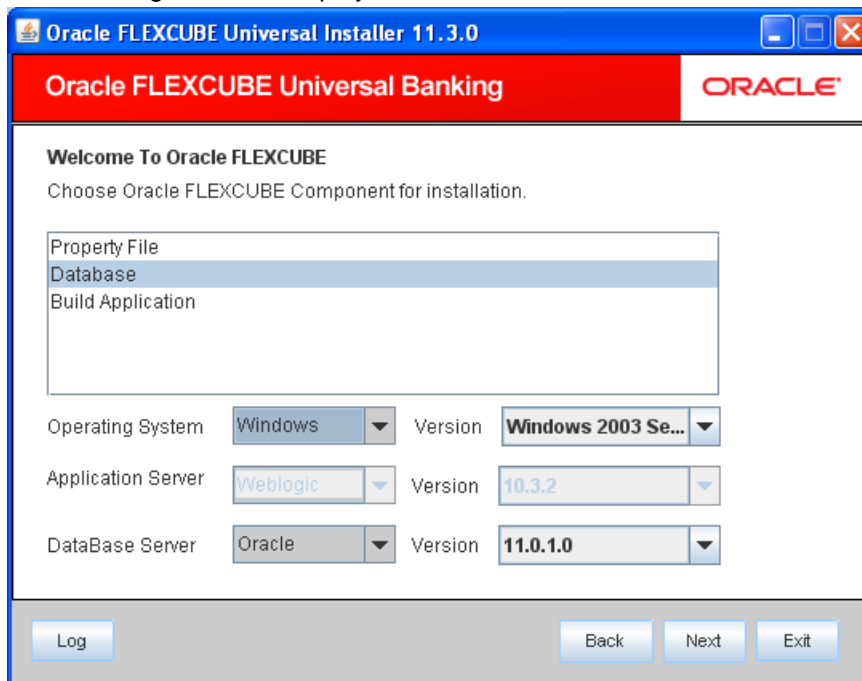 Oracle FLEXCUBE Universal Installer 11.3.0
Oracle FLEXCUBE Universal Banking
ORACLE
Welcome To Oracle FLEXCUBE
Choose Oracle FLEXCUBE Component for installation.
Property File
Database
Build Application
Operating System Windows Version Windows 2003 Se...
Application Server Weblogic Version 10.3.2
DataBase Server Oracle Version 11.0.1.0
Log Back Next Exit